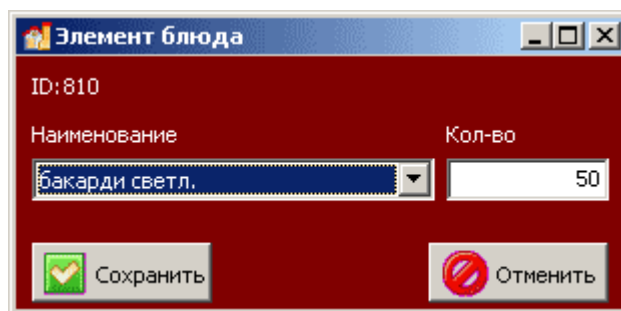 Элемент блюда
ID:810
Наименование Кол-во
бакарди светл. 50
Сохранить Отменить